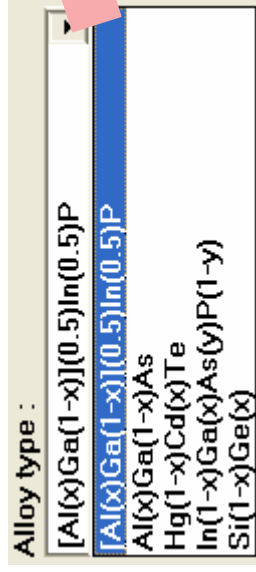 Alloy type :
[Al(x)Ga(1-x)](0.5)In(0.5)P
[Al(x)Ga(1-x)](0.5)In(0.5)P
Al(x)Ga(1-x)As
Hg(1-x)Cd(x)Te
In(1-x)Ga(x)As(y)P(1-y)
Si(1-x)Ge(x)